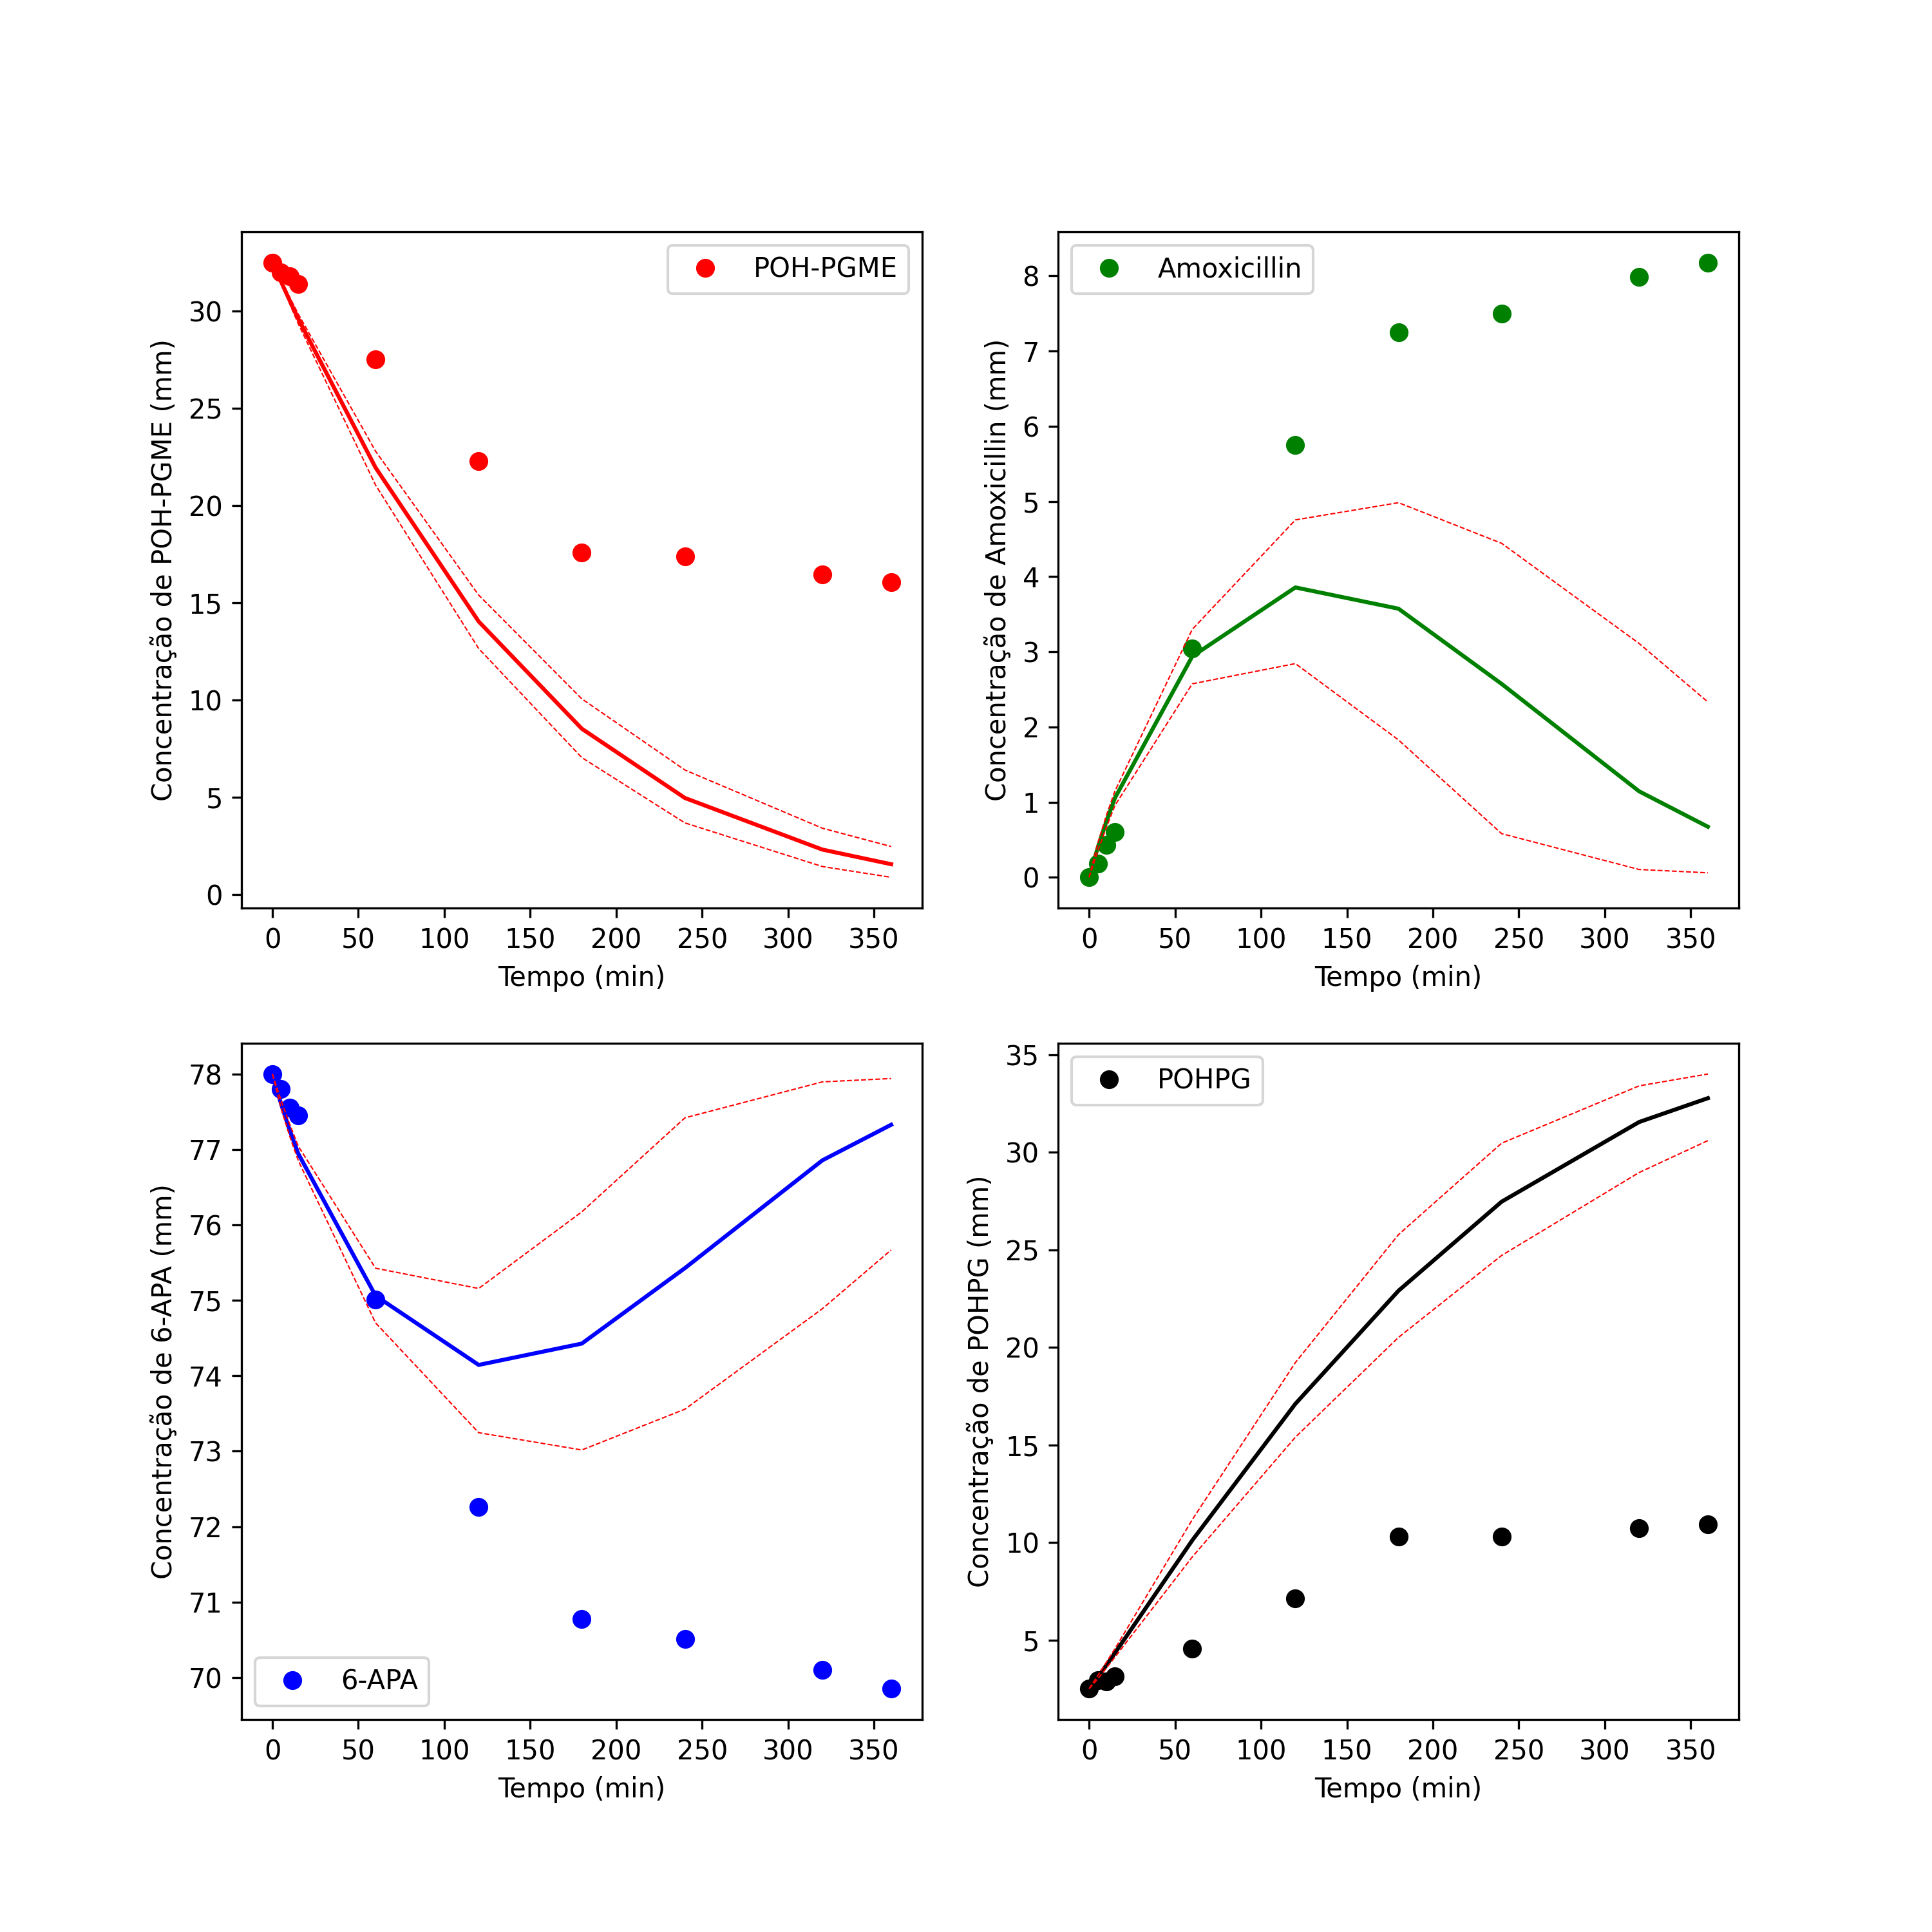 POH-PGME
Concentração de POH-PGME (mm)
30
25
20
15
10
5
0
0 50 100 150 200 250 300 350
Tempo (min)
Amoxicillin
Concentração de Amoxicillin (mm)
8
7
6
5
4
3
2
1
0
0 50 100 150 200 250 300 350
Tempo (min)
6-APA
Concentração de 6-APA (mm)
78
77
76
75
74
73
72
71
70
0 50 100 150 200 250 300 350
Tempo (min)
POHPG
Concentração de POHPG (mm)
35
30
25
20
15
10
5
0 50 100 150 200 250 300 350
Tempo (min)